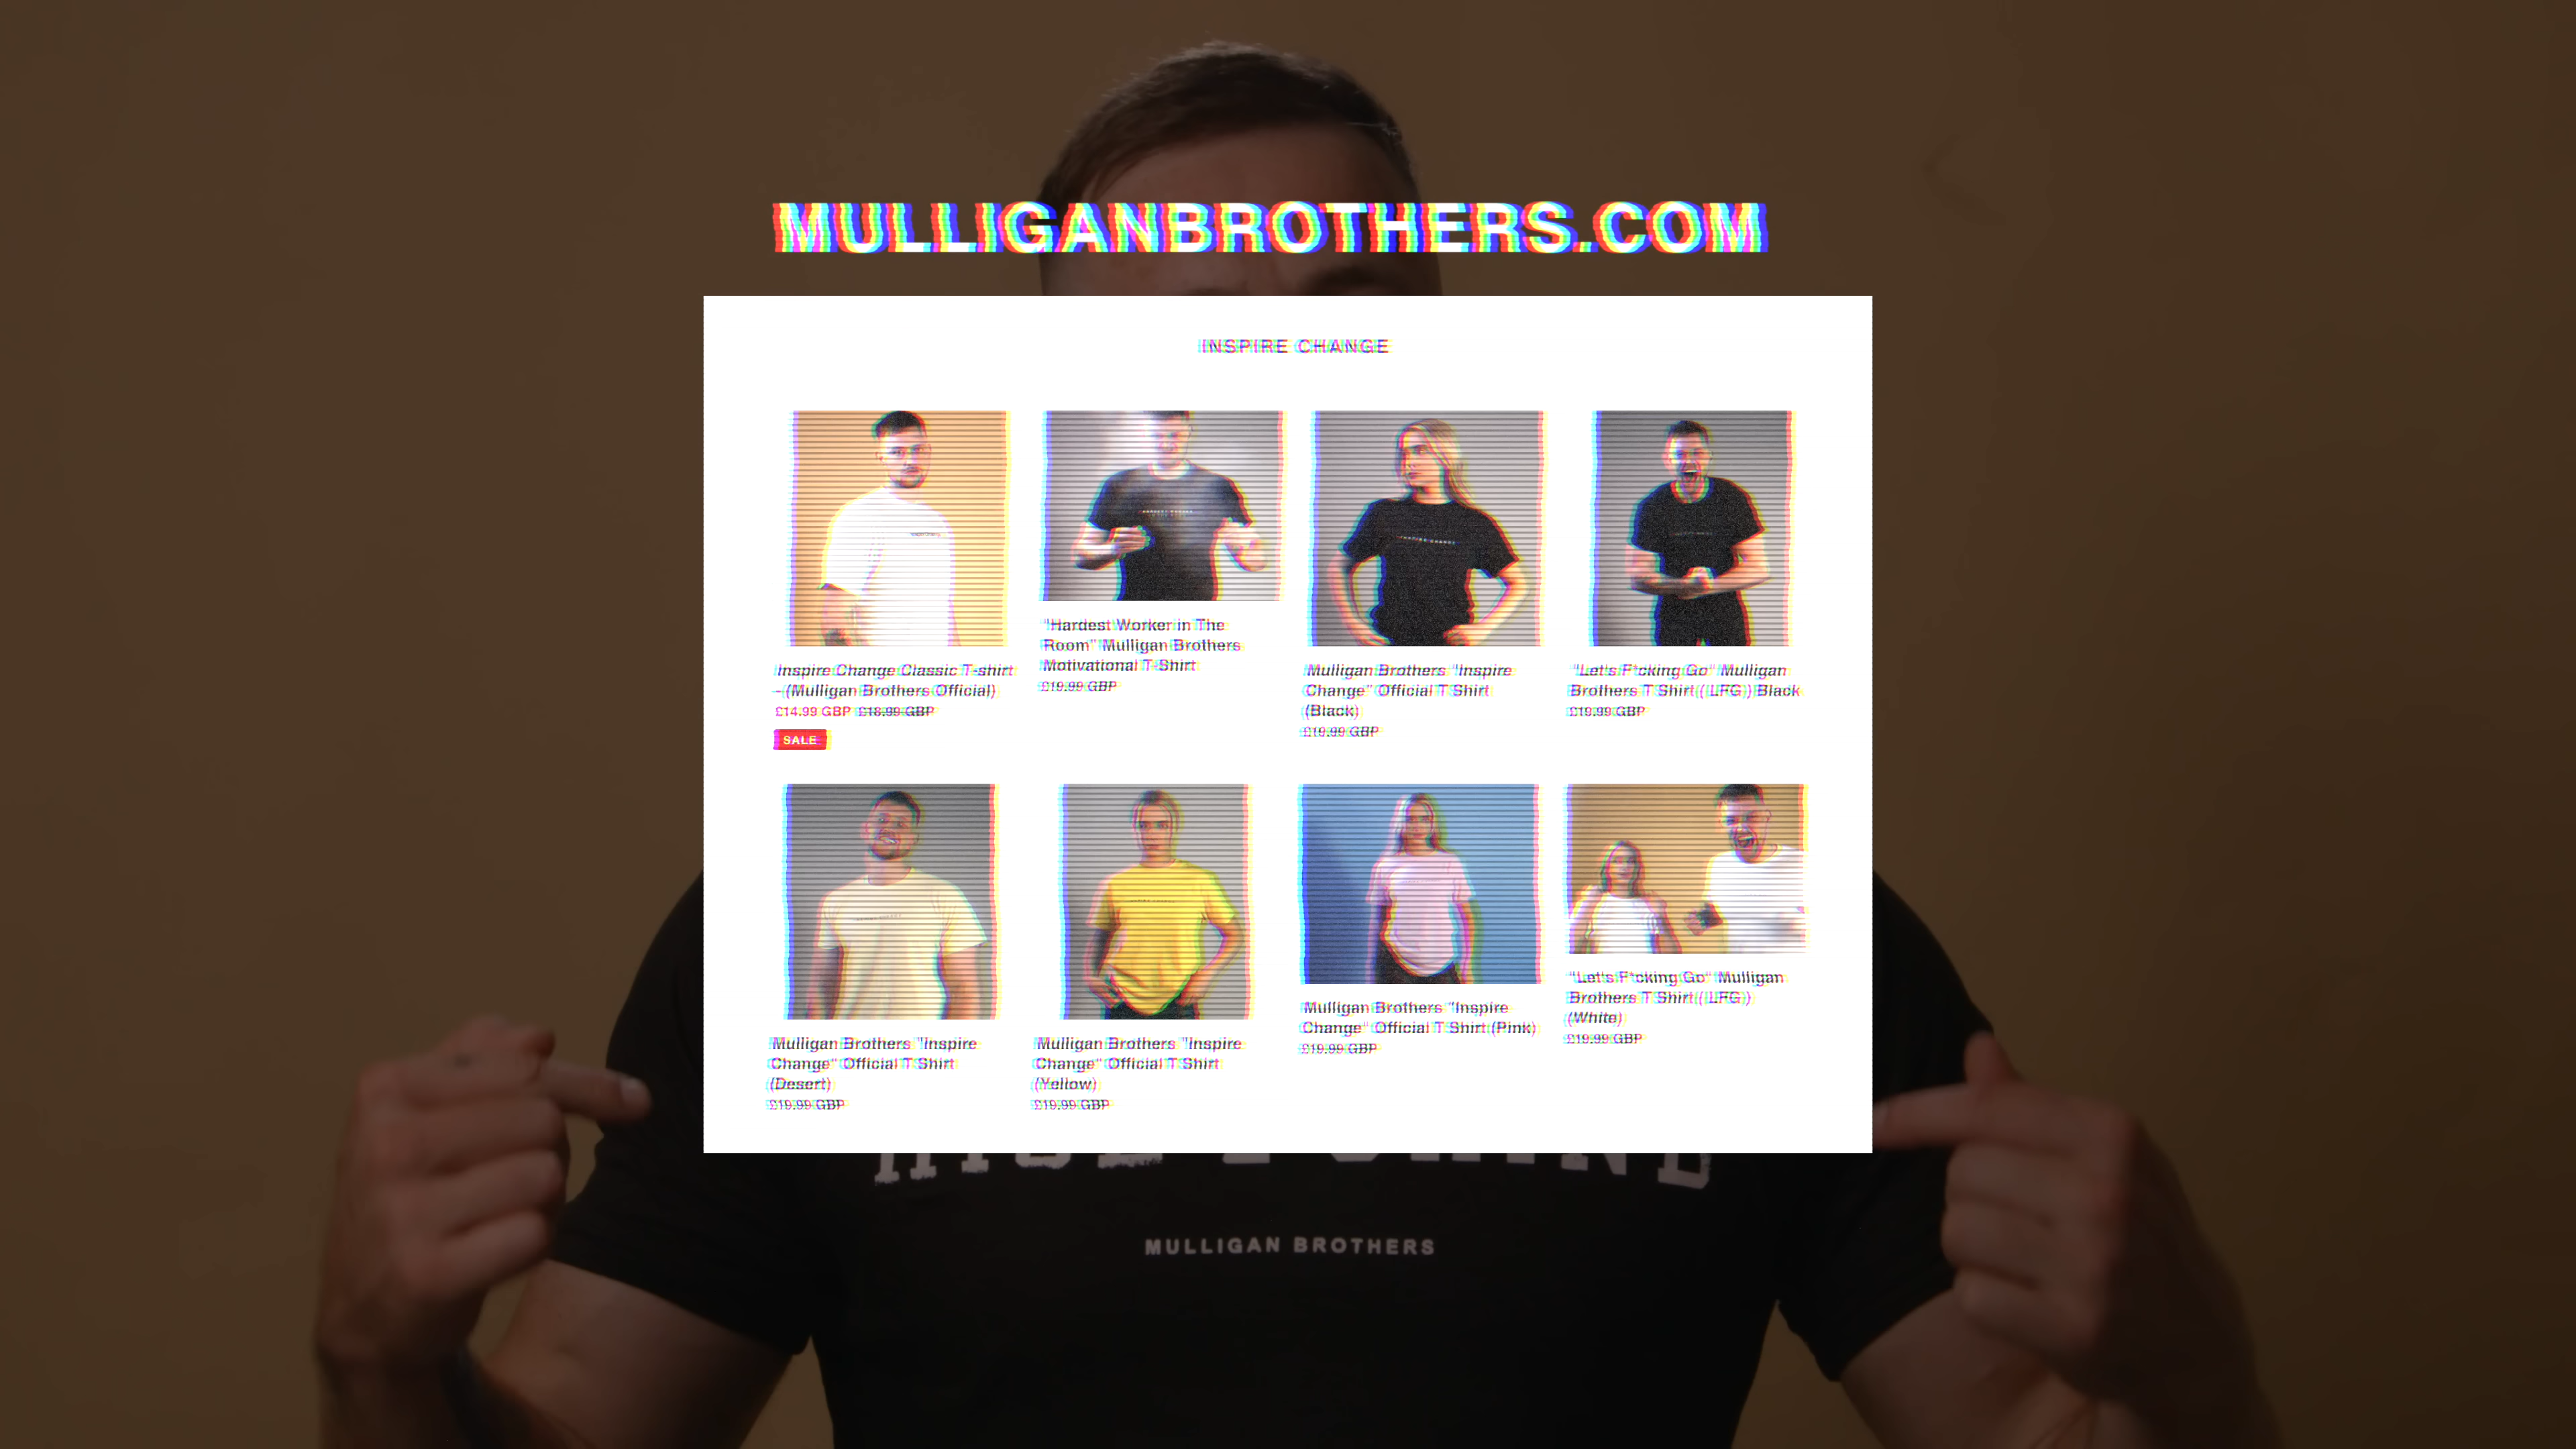 MULLIGANBROTHERS.COM
INSPIRE CHANGE
Inspire Change Classic T-shirt
- (Mulligan Brothers Official)
£14.99 GBP £18.99 GBP
SALE
"Hardest Worker in The
Room" Mulligan Brothers
Motivational T-Shirt
£19.99 GBP
Mulligan Brothers "Inspire
Change" Official T Shirt
(Black)
£19.99 GBP
"Let's F*cking Go" Mulligan
Brothers T Shirt ( LFG ) Black
£19.99 GBP
Mulligan Brothers "Inspire
Change" Official T Shirt
(Desert)
£19.99 GBP
Mulligan Brothers "Inspire
Change" Official T Shirt
(Yellow)
£19.99 GBP
Mulligan Brothers "Inspire
Change" Official T Shirt (Pink)
£19.99 GBP
"Let's F*cking Go" Mulligan
Brothers T Shirt ( LFG )
(White)
£19.99 GBP
MULLIGAN BROTHERS